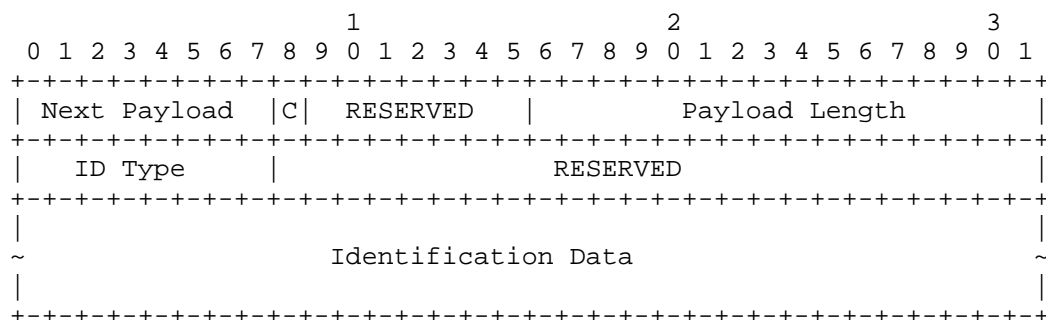 1                   2                   3
 0 1 2 3 4 5 6 7 8 9 0 1 2 3 4 5 6 7 8 9 0 1 2 3 4 5 6 7 8 9 0 1
+-+-+-+-+-+-+-+-+-+-+-+-+-+-+-+-+-+-+-+-+-+-+-+-+-+-+-+-+-+-+-+-+
| Next Payload  |C|  RESERVED   |         Payload Length        |
+-+-+-+-+-+-+-+-+-+-+-+-+-+-+-+-+-+-+-+-+-+-+-+-+-+-+-+-+-+-+-+-+
|   ID Type     |                 RESERVED                      |
+-+-+-+-+-+-+-+-+-+-+-+-+-+-+-+-+-+-+-+-+-+-+-+-+-+-+-+-+-+-+-+-+
|                                                               |
~                   Identification Data                         ~
|                                                               |
+-+-+-+-+-+-+-+-+-+-+-+-+-+-+-+-+-+-+-+-+-+-+-+-+-+-+-+-+-+-+-+-+